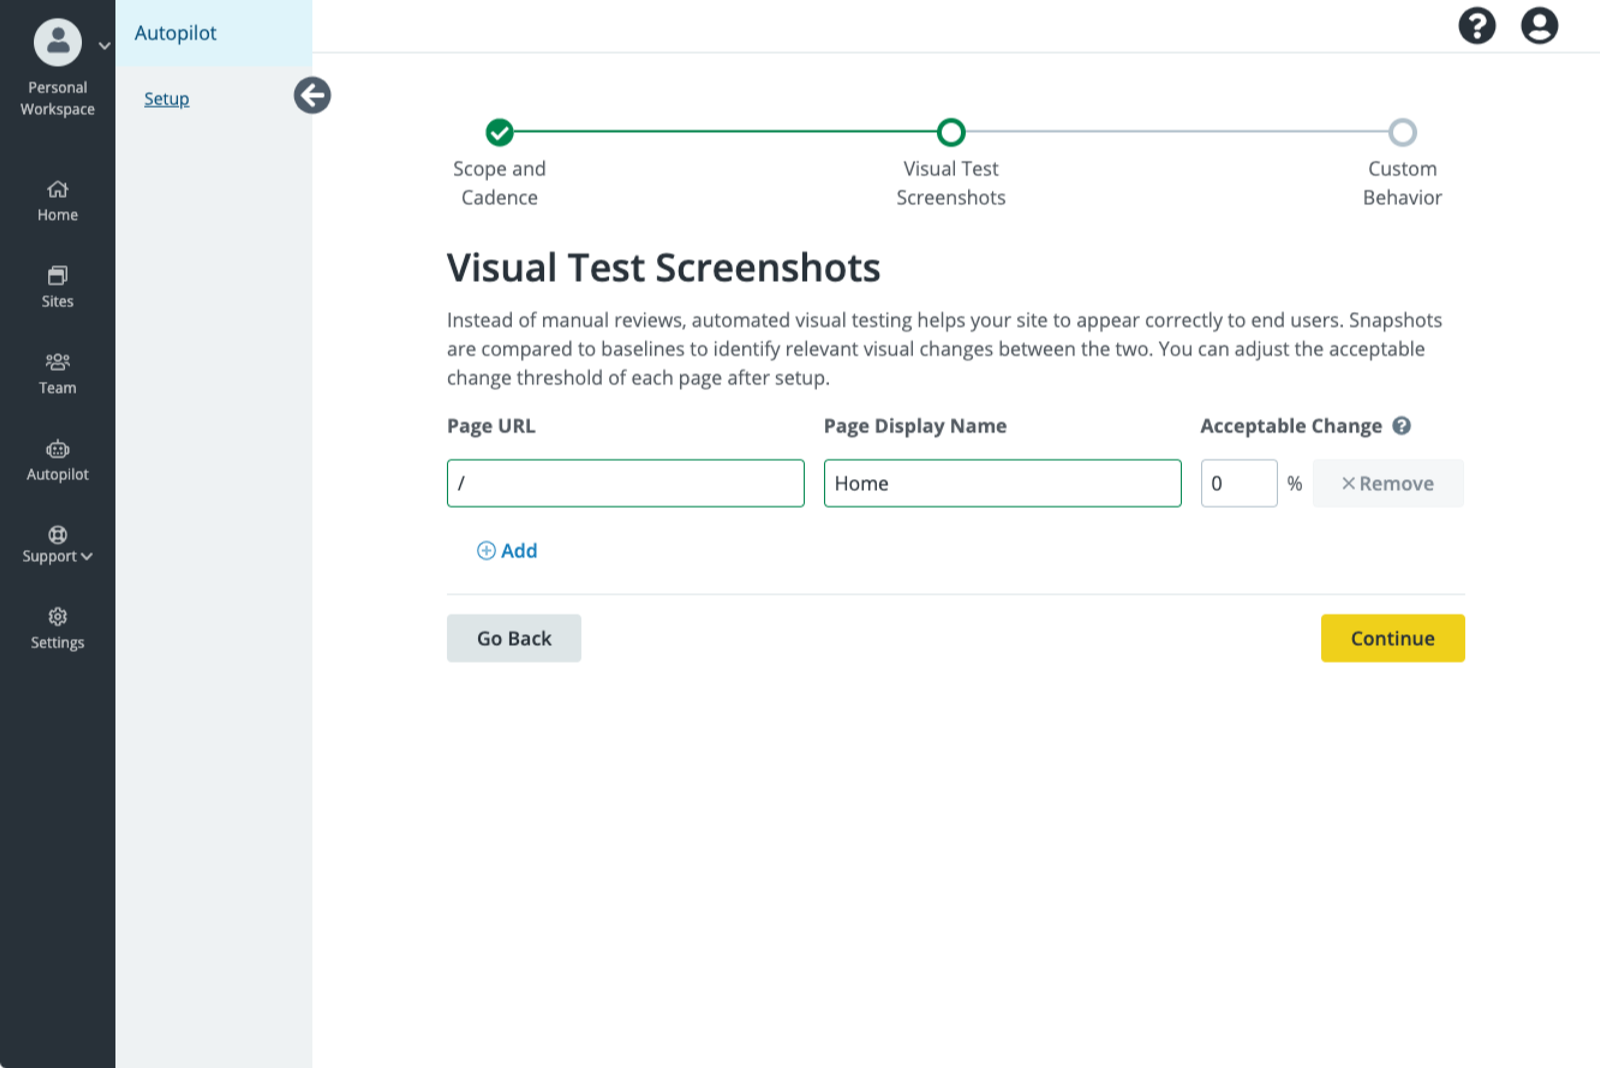 Personal
Workspace
Home
Sites
Team
Autopilot
Support
Settings
Autopilot
Setup
Scope and
Cadence
Visual Test
Screenshots
Custom
Behavior
Visual Test Screenshots
Instead of manual reviews, automated visual testing helps your site to appear correctly to end users. Snapshots
are compared to baselines to identify relevant visual changes between the two. You can adjust the acceptable
change threshold of each page after setup.
Page URL
Page Display Name
Acceptable Change ?
/
Home
0
%
Remove
Add
Go Back
Continue